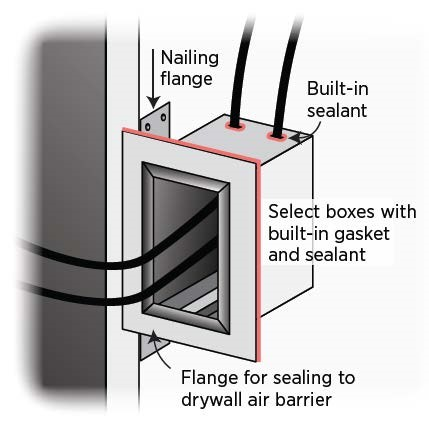 Nailing
flange
Built-in
sealant
Select boxes with
built-in gasket
and sealant
Flange for sealing to
drywall air barrier